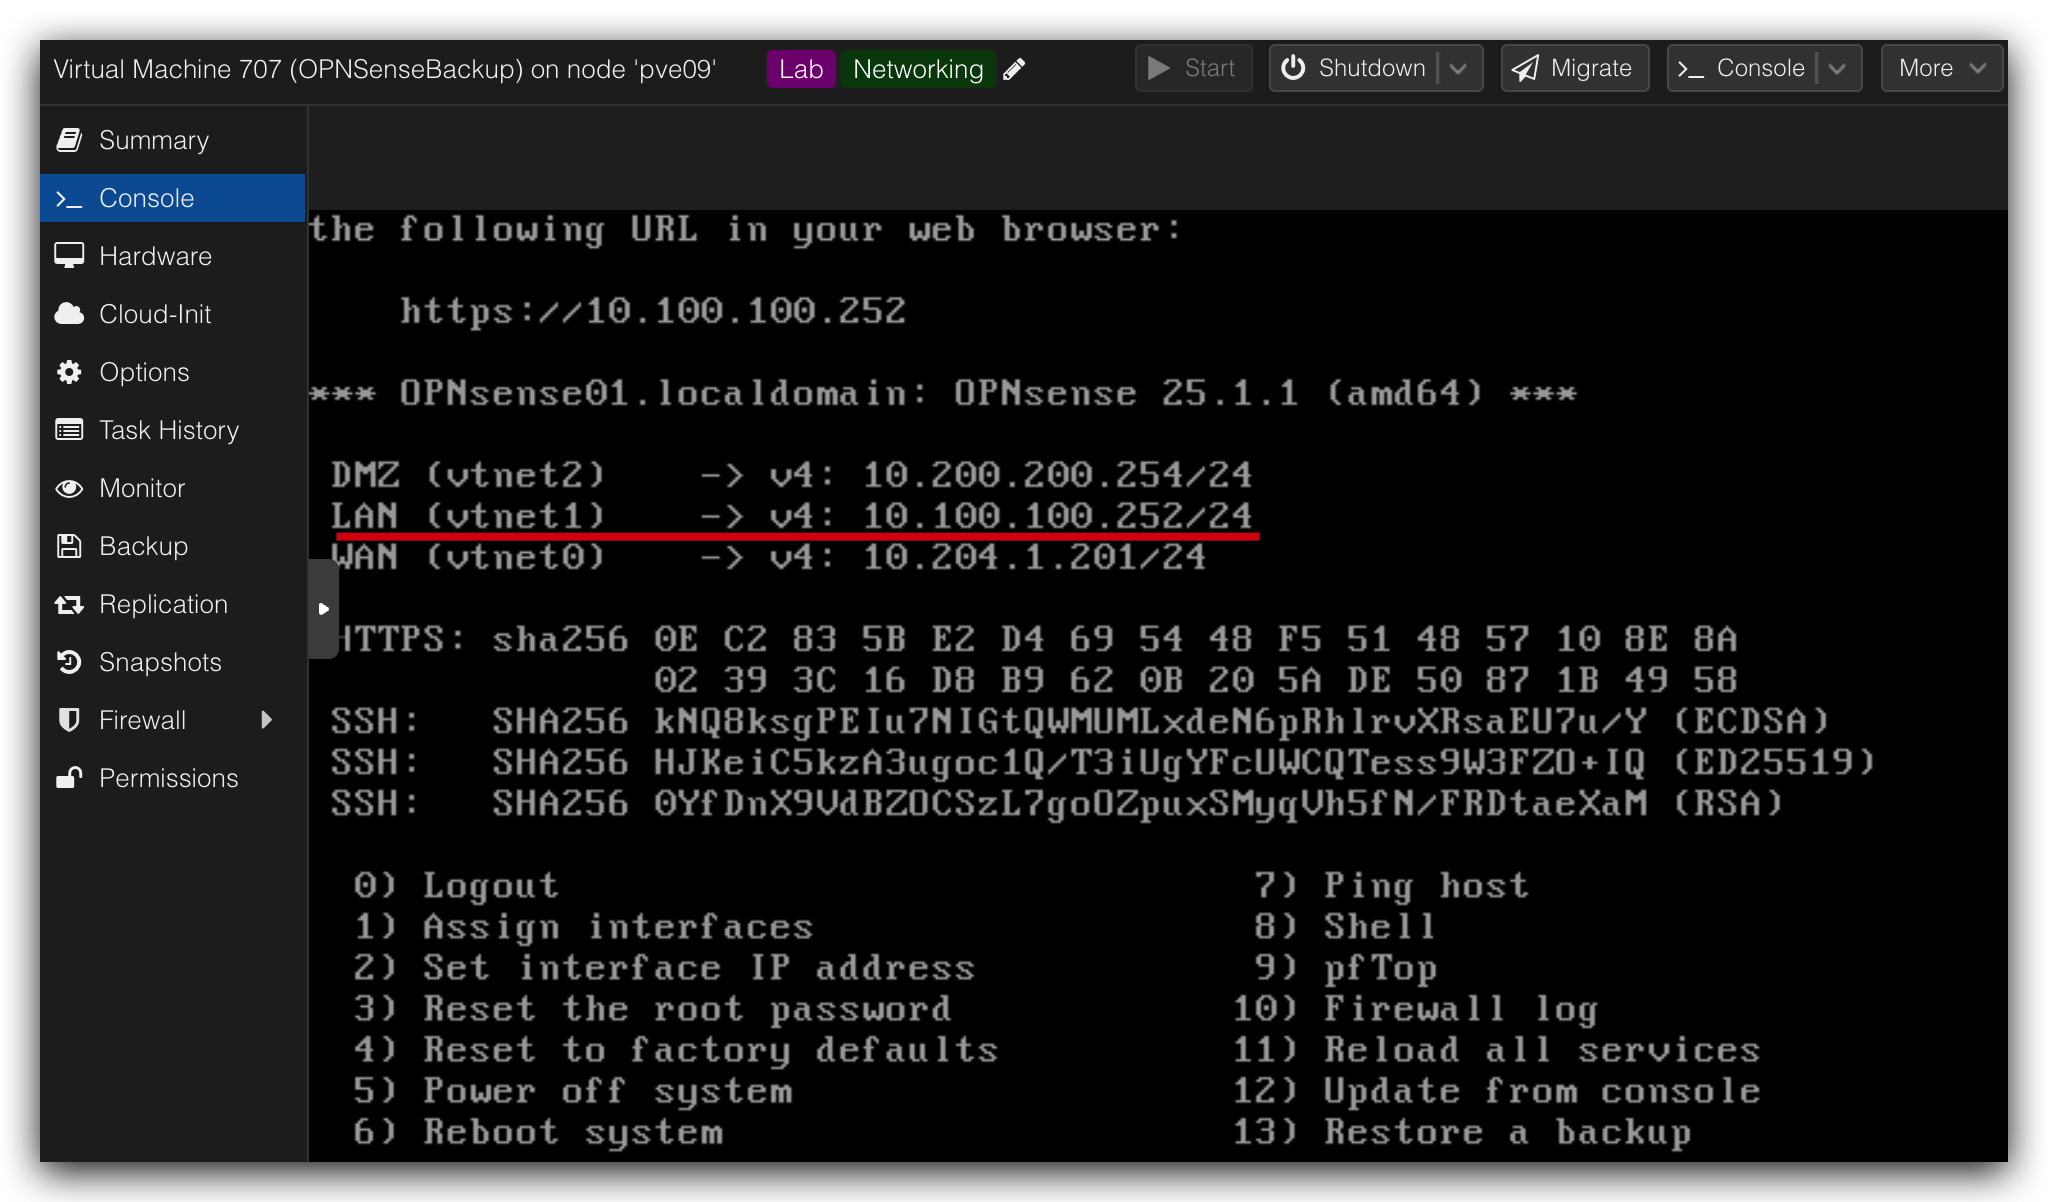 Virtual Machine 707 (OPNSenseBackup) on node 'pve09' Lab Networking Start Shutdown Migrate >_ Console More
Summary
>_ Console
Hardware
Cloud-Init
Options
Task History
Monitor
Backup
Replication
Snapshots
Firewall
Permissions
the following URL in your web browser:
https://10.100.100.252
*** OPNsense01.localdomain: OPNsense 25.1.1 (amd64) ***
DMZ (vtnet2) -> v4: 10.200.200.254/24
LAN (vtnet1) -> v4: 10.100.100.252/24
WAN (vtnet0) -> v4: 10.204.1.201/24
HTTPS: sha256 0E C2 83 5B E2 D4 69 54 48 F5 51 48 57 10 8E 8A
02 39 3C 16 D8 B9 62 0B 20 5A DE 50 87 1B 49 58
SSH: SHA256 kNQ8ksgPEIu7NIGtQWMUMLxdeN6pRhlrvXRsaEU7u/Y (ECDSA)
SSH: SHA256 HJKeiC5kzA3ugoc1Q/T3iUgYFcUWCQTess9W3FZO+IQ (ED25519)
SSH: SHA256 0YfDnX9VdBZOCSzL7goOZpuxSMyqVh5fN/FRDtaeXaM (RSA)
0) Logout 7) Ping host
1) Assign interfaces 8) Shell
2) Set interface IP address 9) pfTop
3) Reset the root password 10) Firewall log
4) Reset to factory defaults 11) Reload all services
5) Power off system 12) Update from console
6) Reboot system 13) Restore a backup